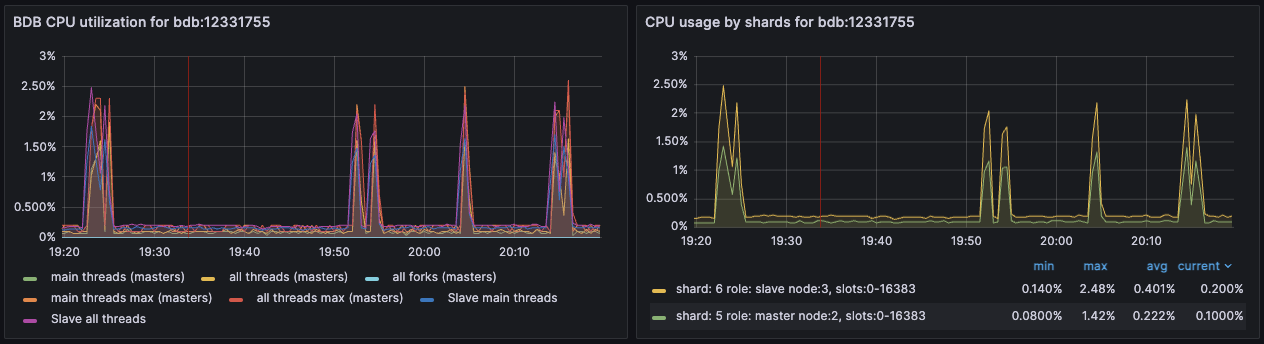 BDB CPU utilization for bdb:12331755
3%
2.50%
2%
1.50%
1%
0.500%
0%
19:20 19:30 19:40 19:50 20:00 20:10
main threads (masters) all threads (masters) all forks (masters)
main threads max (masters) all threads max (masters) Slave main threads
Slave all threads
CPU usage by shards for bdb:12331755
3%
2.50%
2%
1.50%
1%
0.500%
0%
19:20 19:30 19:40 19:50 20:00 20:10
min max avg current
shard: 6 role: slave node:3, slots:0-16383 0.140% 2.48% 0.401% 0.200%
shard: 5 role: master node:2, slots:0-16383 0.0800% 1.42% 0.222% 0.1000%